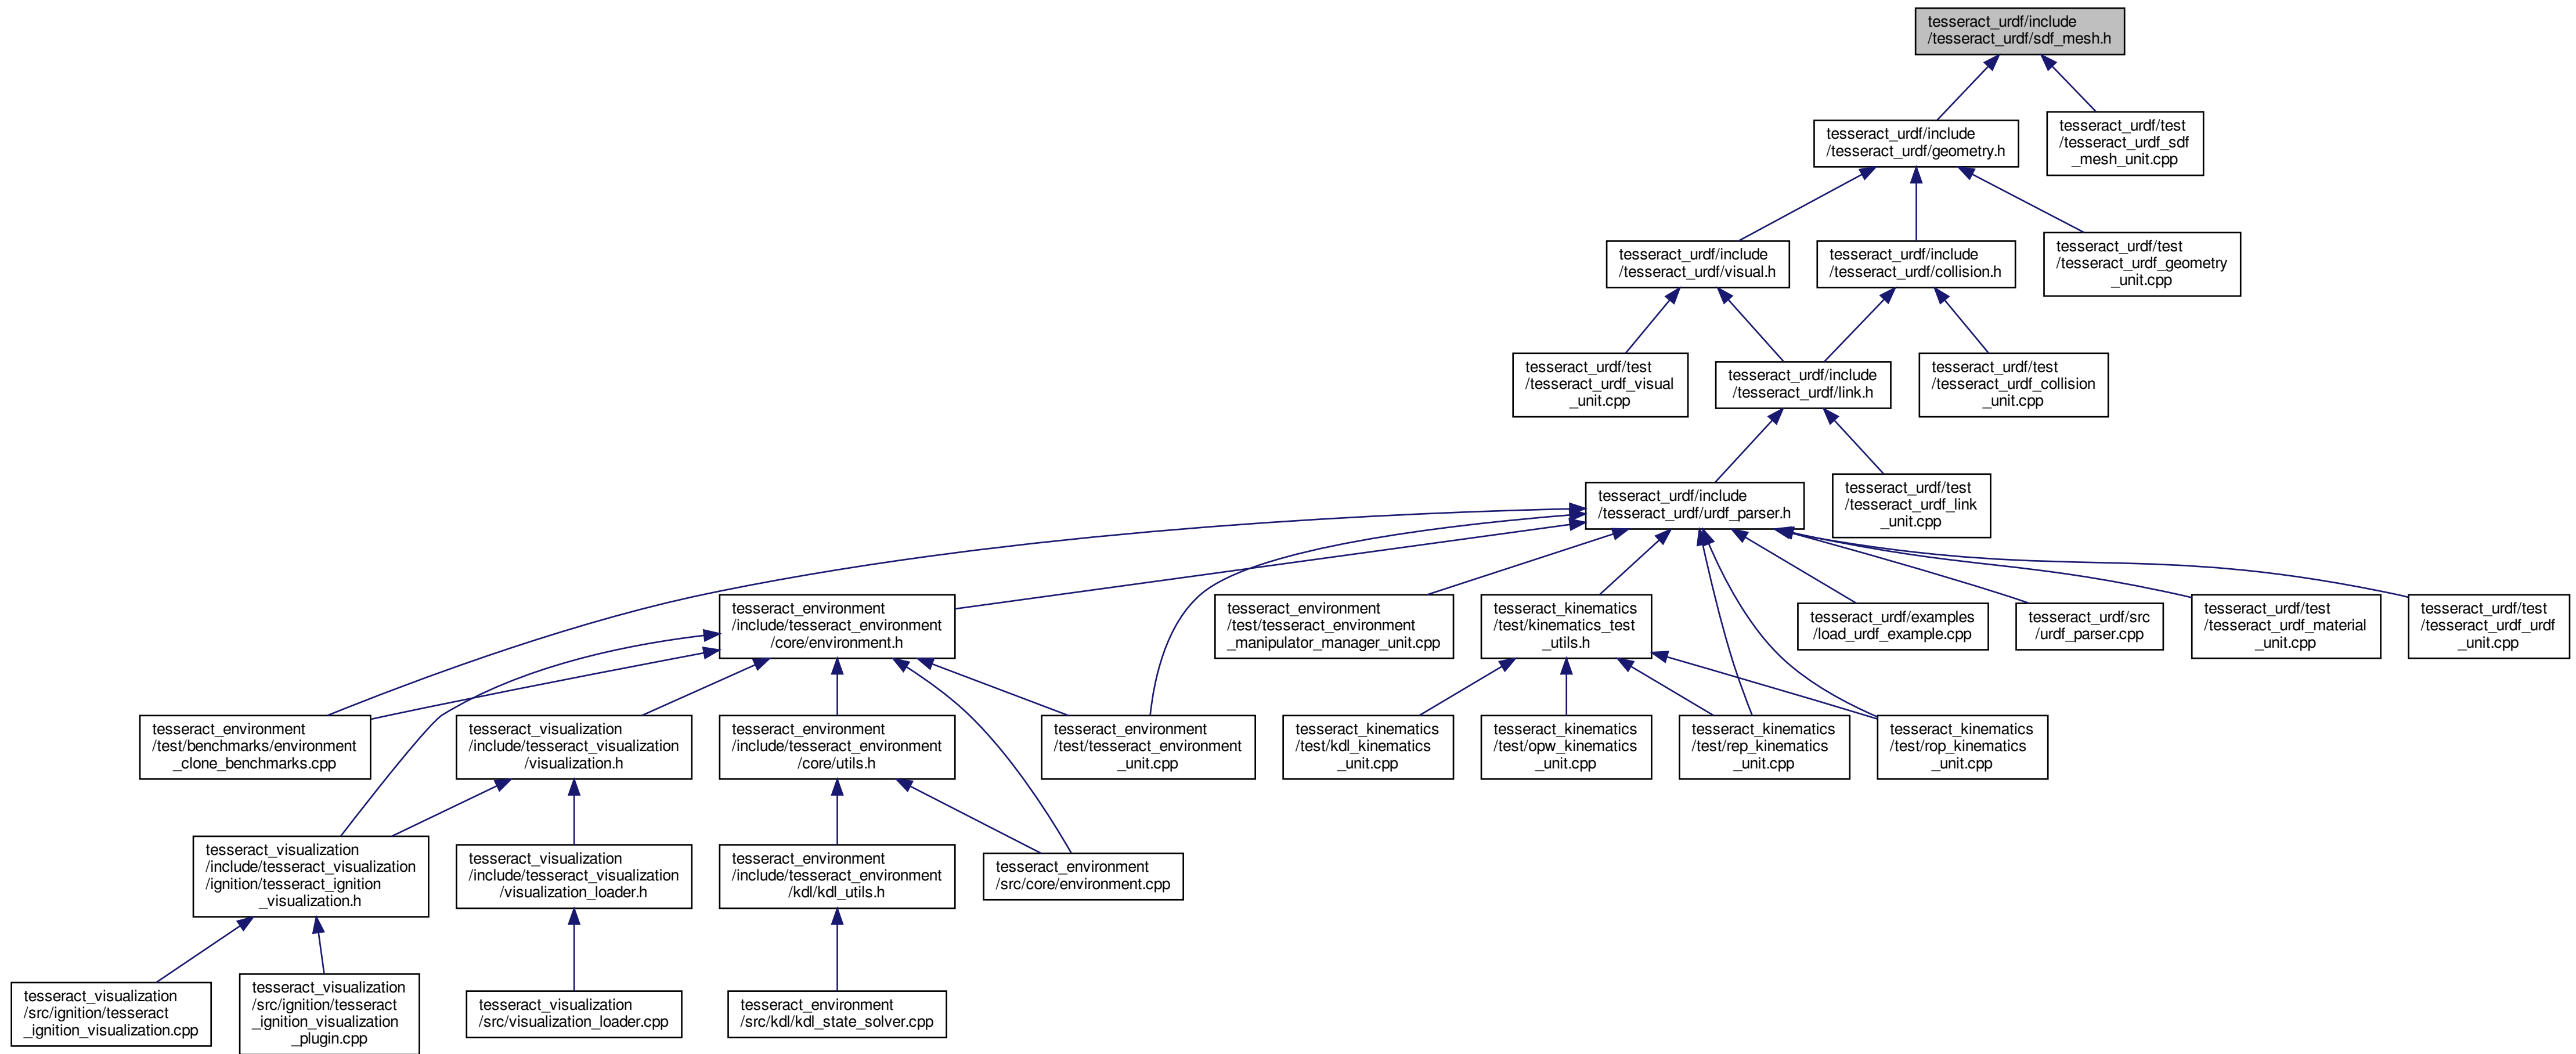 tesseract_urdf/include
/tesseract_urdf/sdf_mesh.h
tesseract_urdf/include
/tesseract_urdf/geometry.h
tesseract_urdf/test
/tesseract_urdf_sdf
_mesh_unit.cpp
tesseract_urdf/include
/tesseract_urdf/visual.h
tesseract_urdf/include
/tesseract_urdf/collision.h
tesseract_urdf/test
/tesseract_urdf_geometry
_unit.cpp
tesseract_urdf/test
/tesseract_urdf_visual
_unit.cpp
tesseract_urdf/include
/tesseract_urdf/link.h
tesseract_urdf/test
/tesseract_urdf_collision
_unit.cpp
tesseract_urdf/include
/tesseract_urdf/urdf_parser.h
tesseract_urdf/test
/tesseract_urdf_link
_unit.cpp
tesseract_environment
/include/tesseract_environment
/core/environment.h
tesseract_environment
/test/tesseract_environment
_manipulator_manager_unit.cpp
tesseract_kinematics
/test/kinematics_test
_utils.h
tesseract_urdf/examples
/load_urdf_example.cpp
tesseract_urdf/src
/urdf_parser.cpp
tesseract_urdf/test
/tesseract_urdf_material
_unit.cpp
tesseract_urdf/test
/tesseract_urdf_urdf
_unit.cpp
tesseract_environment
/test/benchmarks/environment
_clone_benchmarks.cpp
tesseract_visualization
/include/tesseract_visualization
/visualization.h
tesseract_environment
/include/tesseract_environment
/core/utils.h
tesseract_environment
/test/tesseract_environment
_unit.cpp
tesseract_kinematics
/test/kdl_kinematics
_unit.cpp
tesseract_kinematics
/test/opw_kinematics
_unit.cpp
tesseract_kinematics
/test/rep_kinematics
_unit.cpp
tesseract_kinematics
/test/rop_kinematics
_unit.cpp
tesseract_visualization
/include/tesseract_visualization
/ignition/tesseract_ignition
_visualization.h
tesseract_visualization
/include/tesseract_visualization
/visualization_loader.h
tesseract_environment
/include/tesseract_environment
/kdl/kdl_utils.h
tesseract_environment
/src/core/environment.cpp
tesseract_visualization
/src/ignition/tesseract
_ignition_visualization.cpp
tesseract_visualization
/src/ignition/tesseract
_ignition_visualization
_plugin.cpp
tesseract_visualization
/src/visualization_loader.cpp
tesseract_environment
/src/kdl/kdl_state_solver.cpp